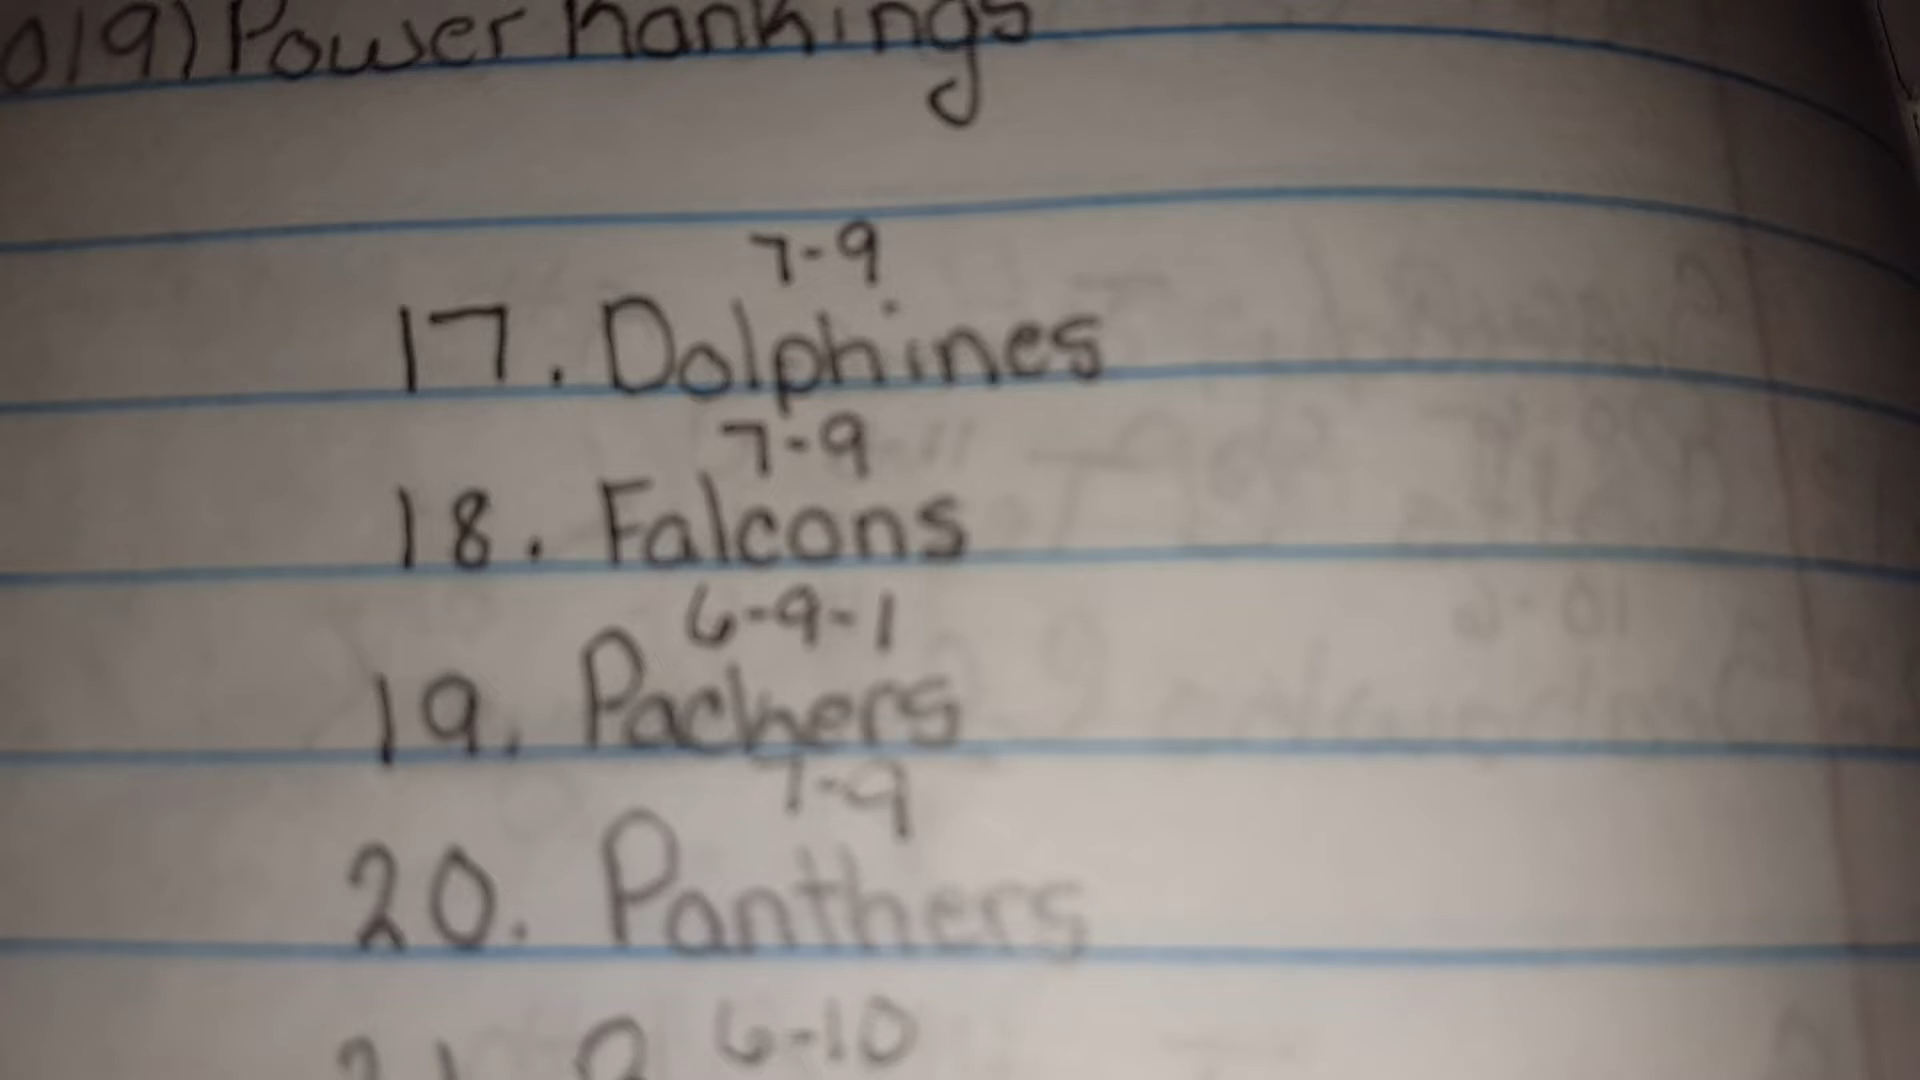 019) Power Rankings
7-9
17. Dolphines
7-9
18. Falcons
6-9-1
19. Packers
7-9
20. Panthers
6-10